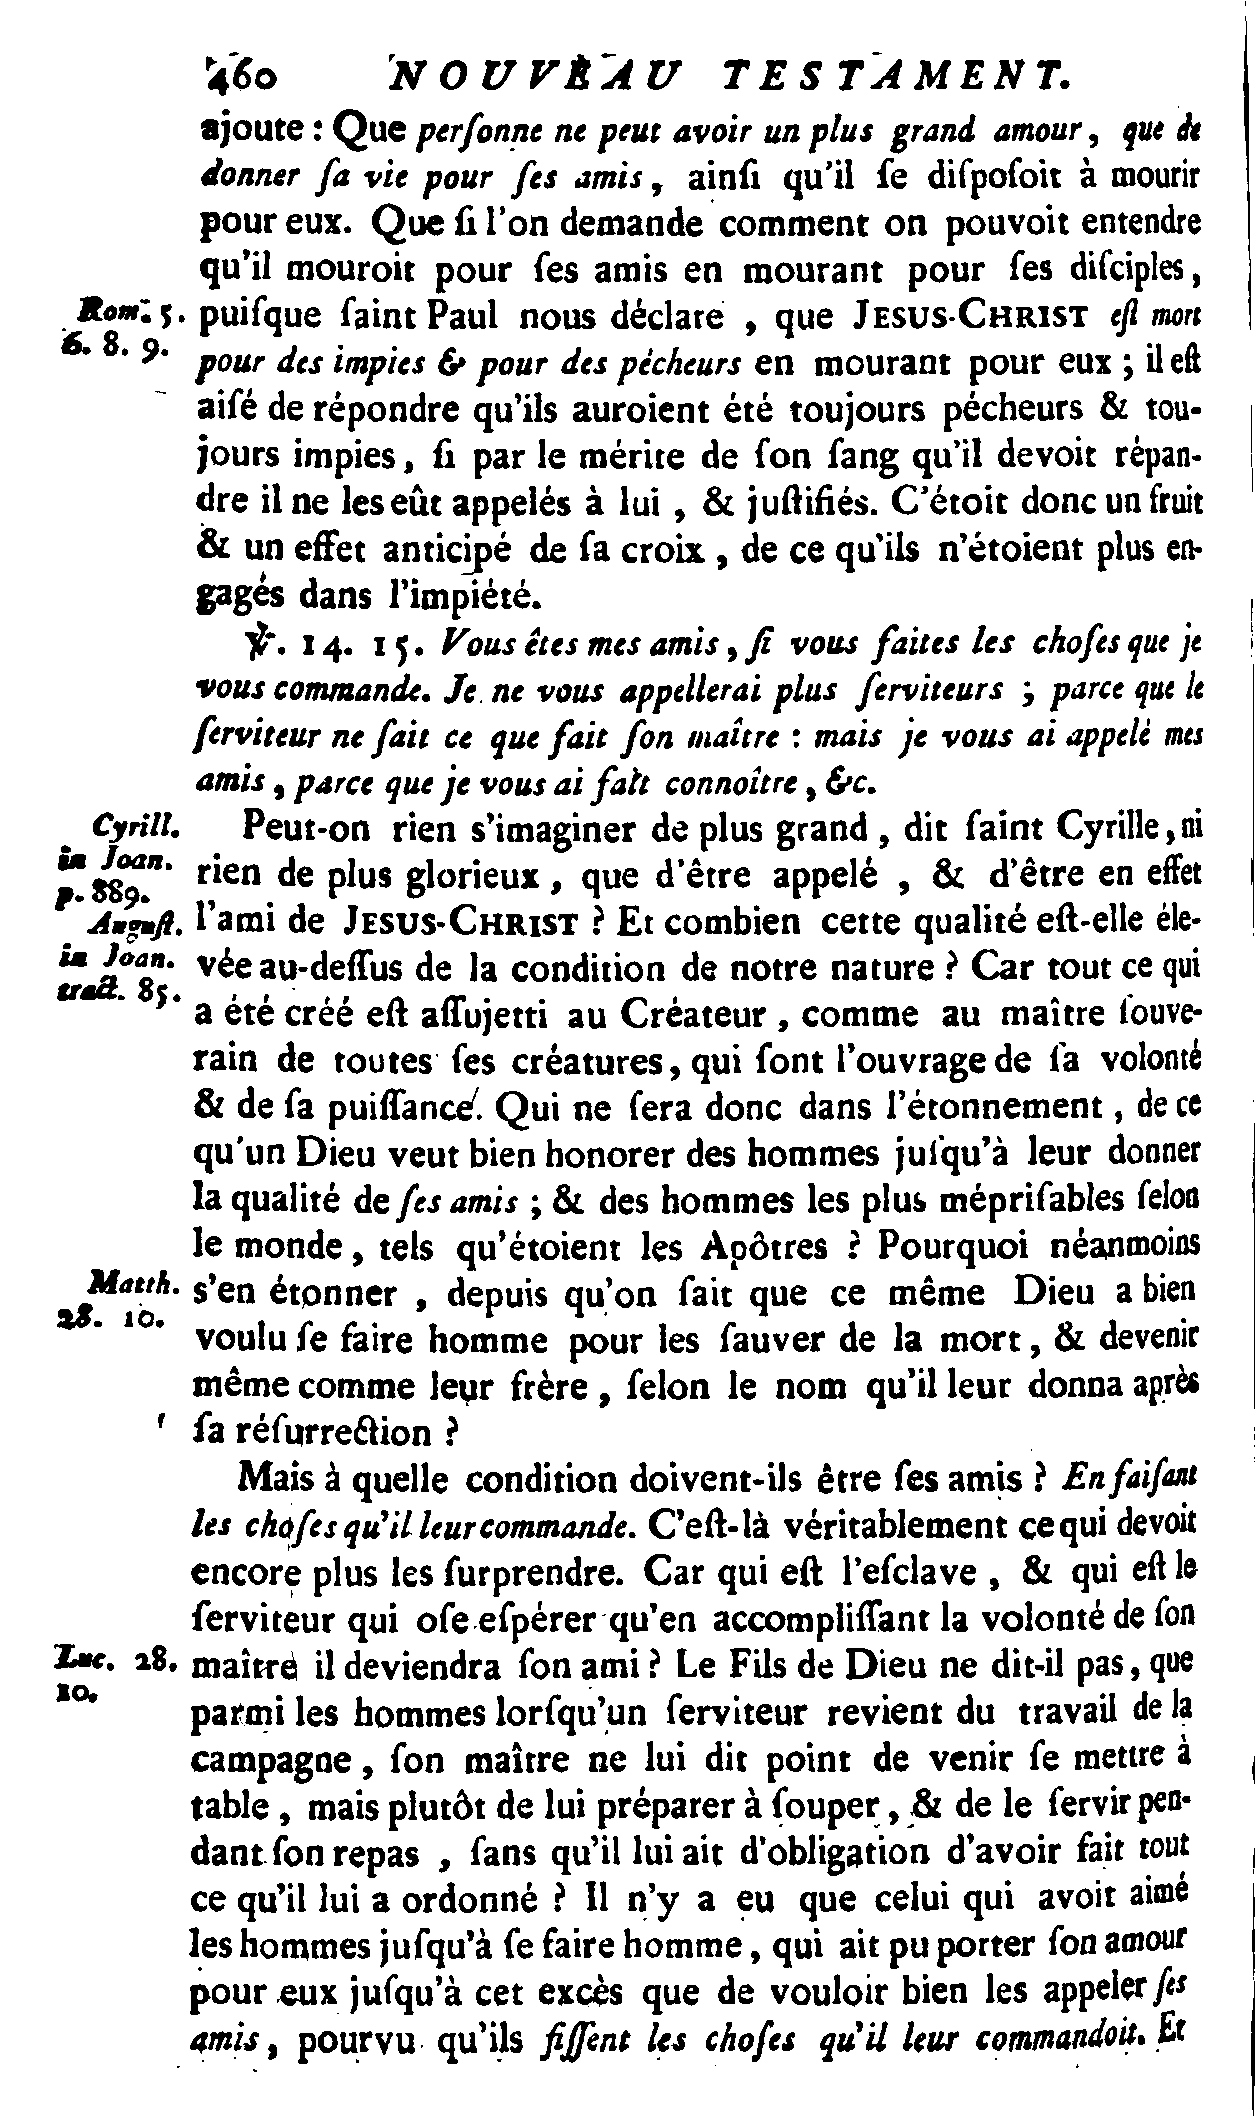 460 NOUVEAU TESTAMENT.
ajoute : Que perſonne ne peut avoir un plus grand amour, que de
donner ſa vie pour ſes amis, ainſi qu'il ſe diſpoſoit à mourir
pour eux. Que ſi l'on demande comment on pouvoit entendre
qu'il mouroit pour ſes amis en mourant pour ſes diſciples,
Rom. 5.
6. 8. 9.
puiſque ſaint Paul nous déclare, que JESUS-CHRIST eſt mort
pour des impies & pour des pécheurs en mourant pour eux ; il eſt
aiſé de répondre qu'ils auroient été toujours pécheurs & tou-
jours impies, ſi par le mérite de ſon ſang qu'il devoit répan-
dre il ne les eût appelés à lui, & juſtifiés. C'étoit donc un fruit
& un effet anticipé de ſa croix, de ce qu'ils n'étoient plus en-
gagés dans l'impiété.
℣. 14. 15. Vous êtes mes amis, ſi vous faites les choſes que je
vous commande. Je ne vous appellerai plus ſerviteurs ; parce que le
ſerviteur ne ſait ce que fait ſon maître : mais je vous ai appelé mes
amis, parce que je vous ai fait connoître, &c.
Cyrill.
in Joan.
p. 889.
Auguſt.
in Joan.
tract. 85.
Peut-on rien s'imaginer de plus grand, dit ſaint Cyrille, ni
rien de plus glorieux, que d'être appelé, & d'être en effet
l'ami de JESUS-CHRIST ? Et combien cette qualité eſt-elle éle-
vée au-deſſus de la condition de notre nature ? Car tout ce qui
a été créé eſt aſſujetti au Créateur, comme au maître ſouve-
rain de toutes ſes créatures, qui ſont l'ouvrage de ſa volonté
& de ſa puiſſance. Qui ne ſera donc dans l'étonnement, de ce
qu'un Dieu veut bien honorer des hommes juſqu'à leur donner
la qualité de ſes amis ; & des hommes les plus mépriſables ſelon
le monde, tels qu'étoient les Apôtres ? Pourquoi néanmoins
Matth.
28. 10.
s'en étonner, depuis qu'on ſait que ce même Dieu a bien
voulu ſe faire homme pour les ſauver de la mort, & devenir
même comme leur frère, ſelon le nom qu'il leur donna après
ſa réſurrection ?
Mais à quelle condition doivent-ils être ſes amis ? En faiſant
les choſes qu'il leur commande. C'eſt-là véritablement ce qui devoit
encore plus les ſurprendre. Car qui eſt l'eſclave, & qui eſt le
ſerviteur qui oſe eſpérer qu'en accompliſſant la volonté de ſon
Luc. 28.
10.
maître il deviendra ſon ami ? Le Fils de Dieu ne dit-il pas, que
parmi les hommes lorſqu'un ſerviteur revient du travail de la
campagne, ſon maître ne lui dit point de venir ſe mettre à
table, mais plutôt de lui préparer à ſouper, & de le ſervir pen-
dant ſon repas, ſans qu'il lui ait d'obligation d'avoir fait tout
ce qu'il lui a ordonné ? Il n'y a eu que celui qui avoit aimé
les hommes juſqu'à ſe faire homme, qui ait pu porter ſon amour
pour eux juſqu'à cet excès que de vouloir bien les appeler ſes
amis, pourvu qu'ils fiſſent les choſes qu'il leur commandoit. Et